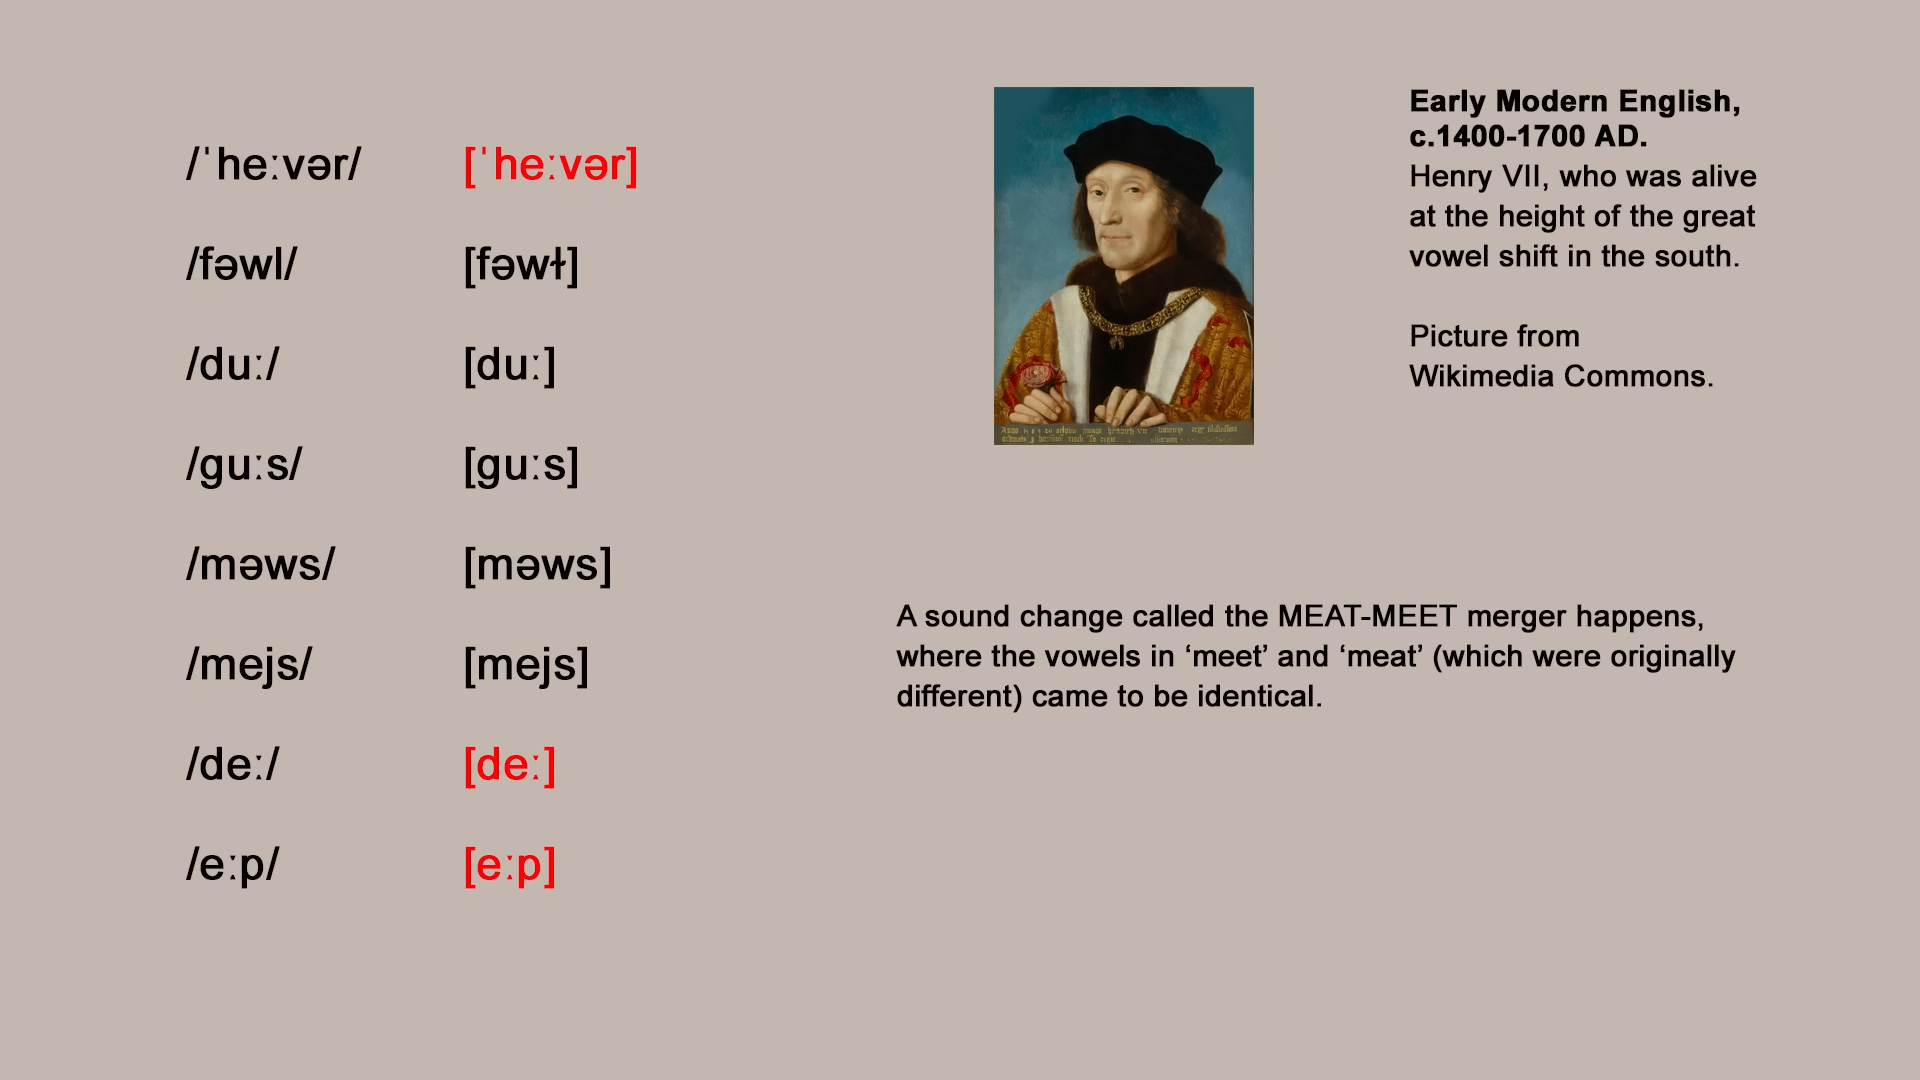 /ˈheːvər/ [ˈheːvər]
/fəwl/ [fəwɫ]
/duː/ [duː]
/guːs/ [guːs]
/məws/ [məws]
/mejs/ [mejs]
/deː/ [deː]
/eːp/ [eːp]
Early Modern English,
c.1400-1700 AD.
Henry VII, who was alive
at the height of the great
vowel shift in the south.
Picture from
Wikimedia Commons.
A sound change called the MEAT-MEET merger happens,
where the vowels in ‘meet’ and ‘meat’ (which were originally
different) came to be identical.